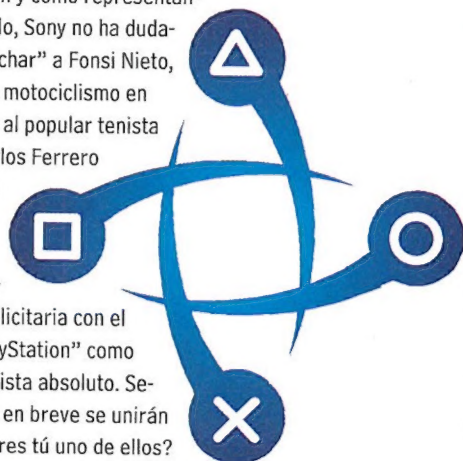 y como representan
lo, Sony no ha duda-
char” a Fonsi Nieto,
motociclismo en
al popular tenista
los Ferrero
licitaria con el
yStation” como
ista absoluto. Se-
en breve se unirán
res tú uno de ellos?